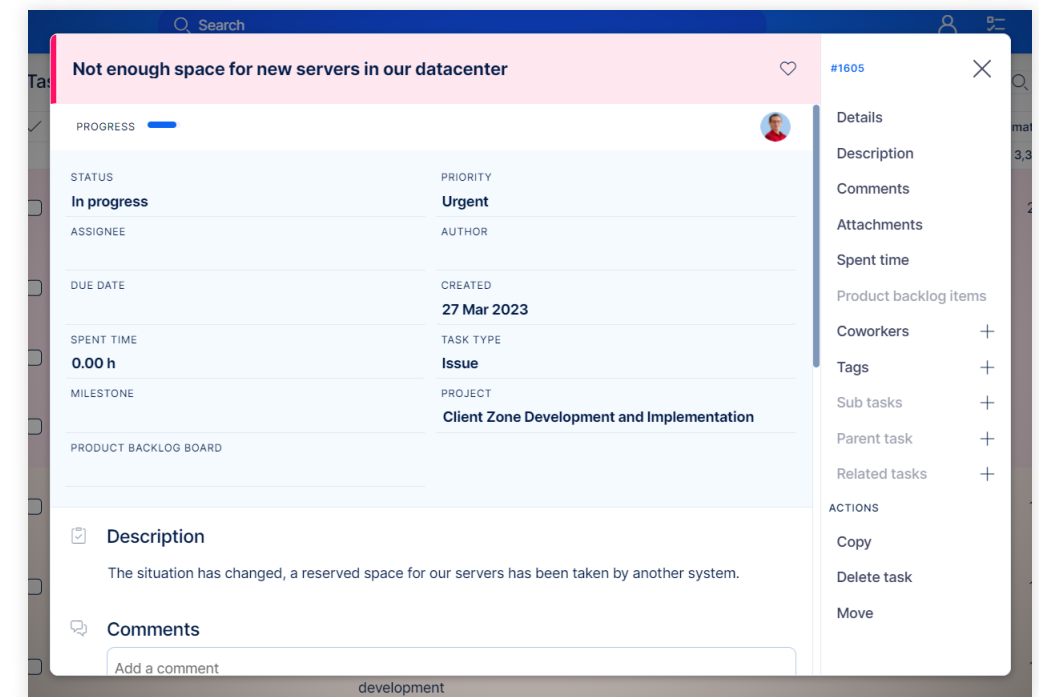 Search
Not enough space for new servers in our datacenter
#1605
PROGRESS
STATUS
In progress
PRIORITY
Urgent
ASSIGNEE
AUTHOR
DUE DATE
CREATED
27 Mar 2023
SPENT TIME
0.00 h
TASK TYPE
Issue
MILESTONE
PROJECT
Client Zone Development and Implementation
PRODUCT BACKLOG BOARD
Description
The situation has changed, a reserved space for our servers has been taken by another system.
Comments
Add a comment
Details
Description
Comments
Attachments
Spent time
Product backlog items
Coworkers
Tags
Sub tasks
Parent task
Related tasks
ACTIONS
Copy
Delete task
Move
development